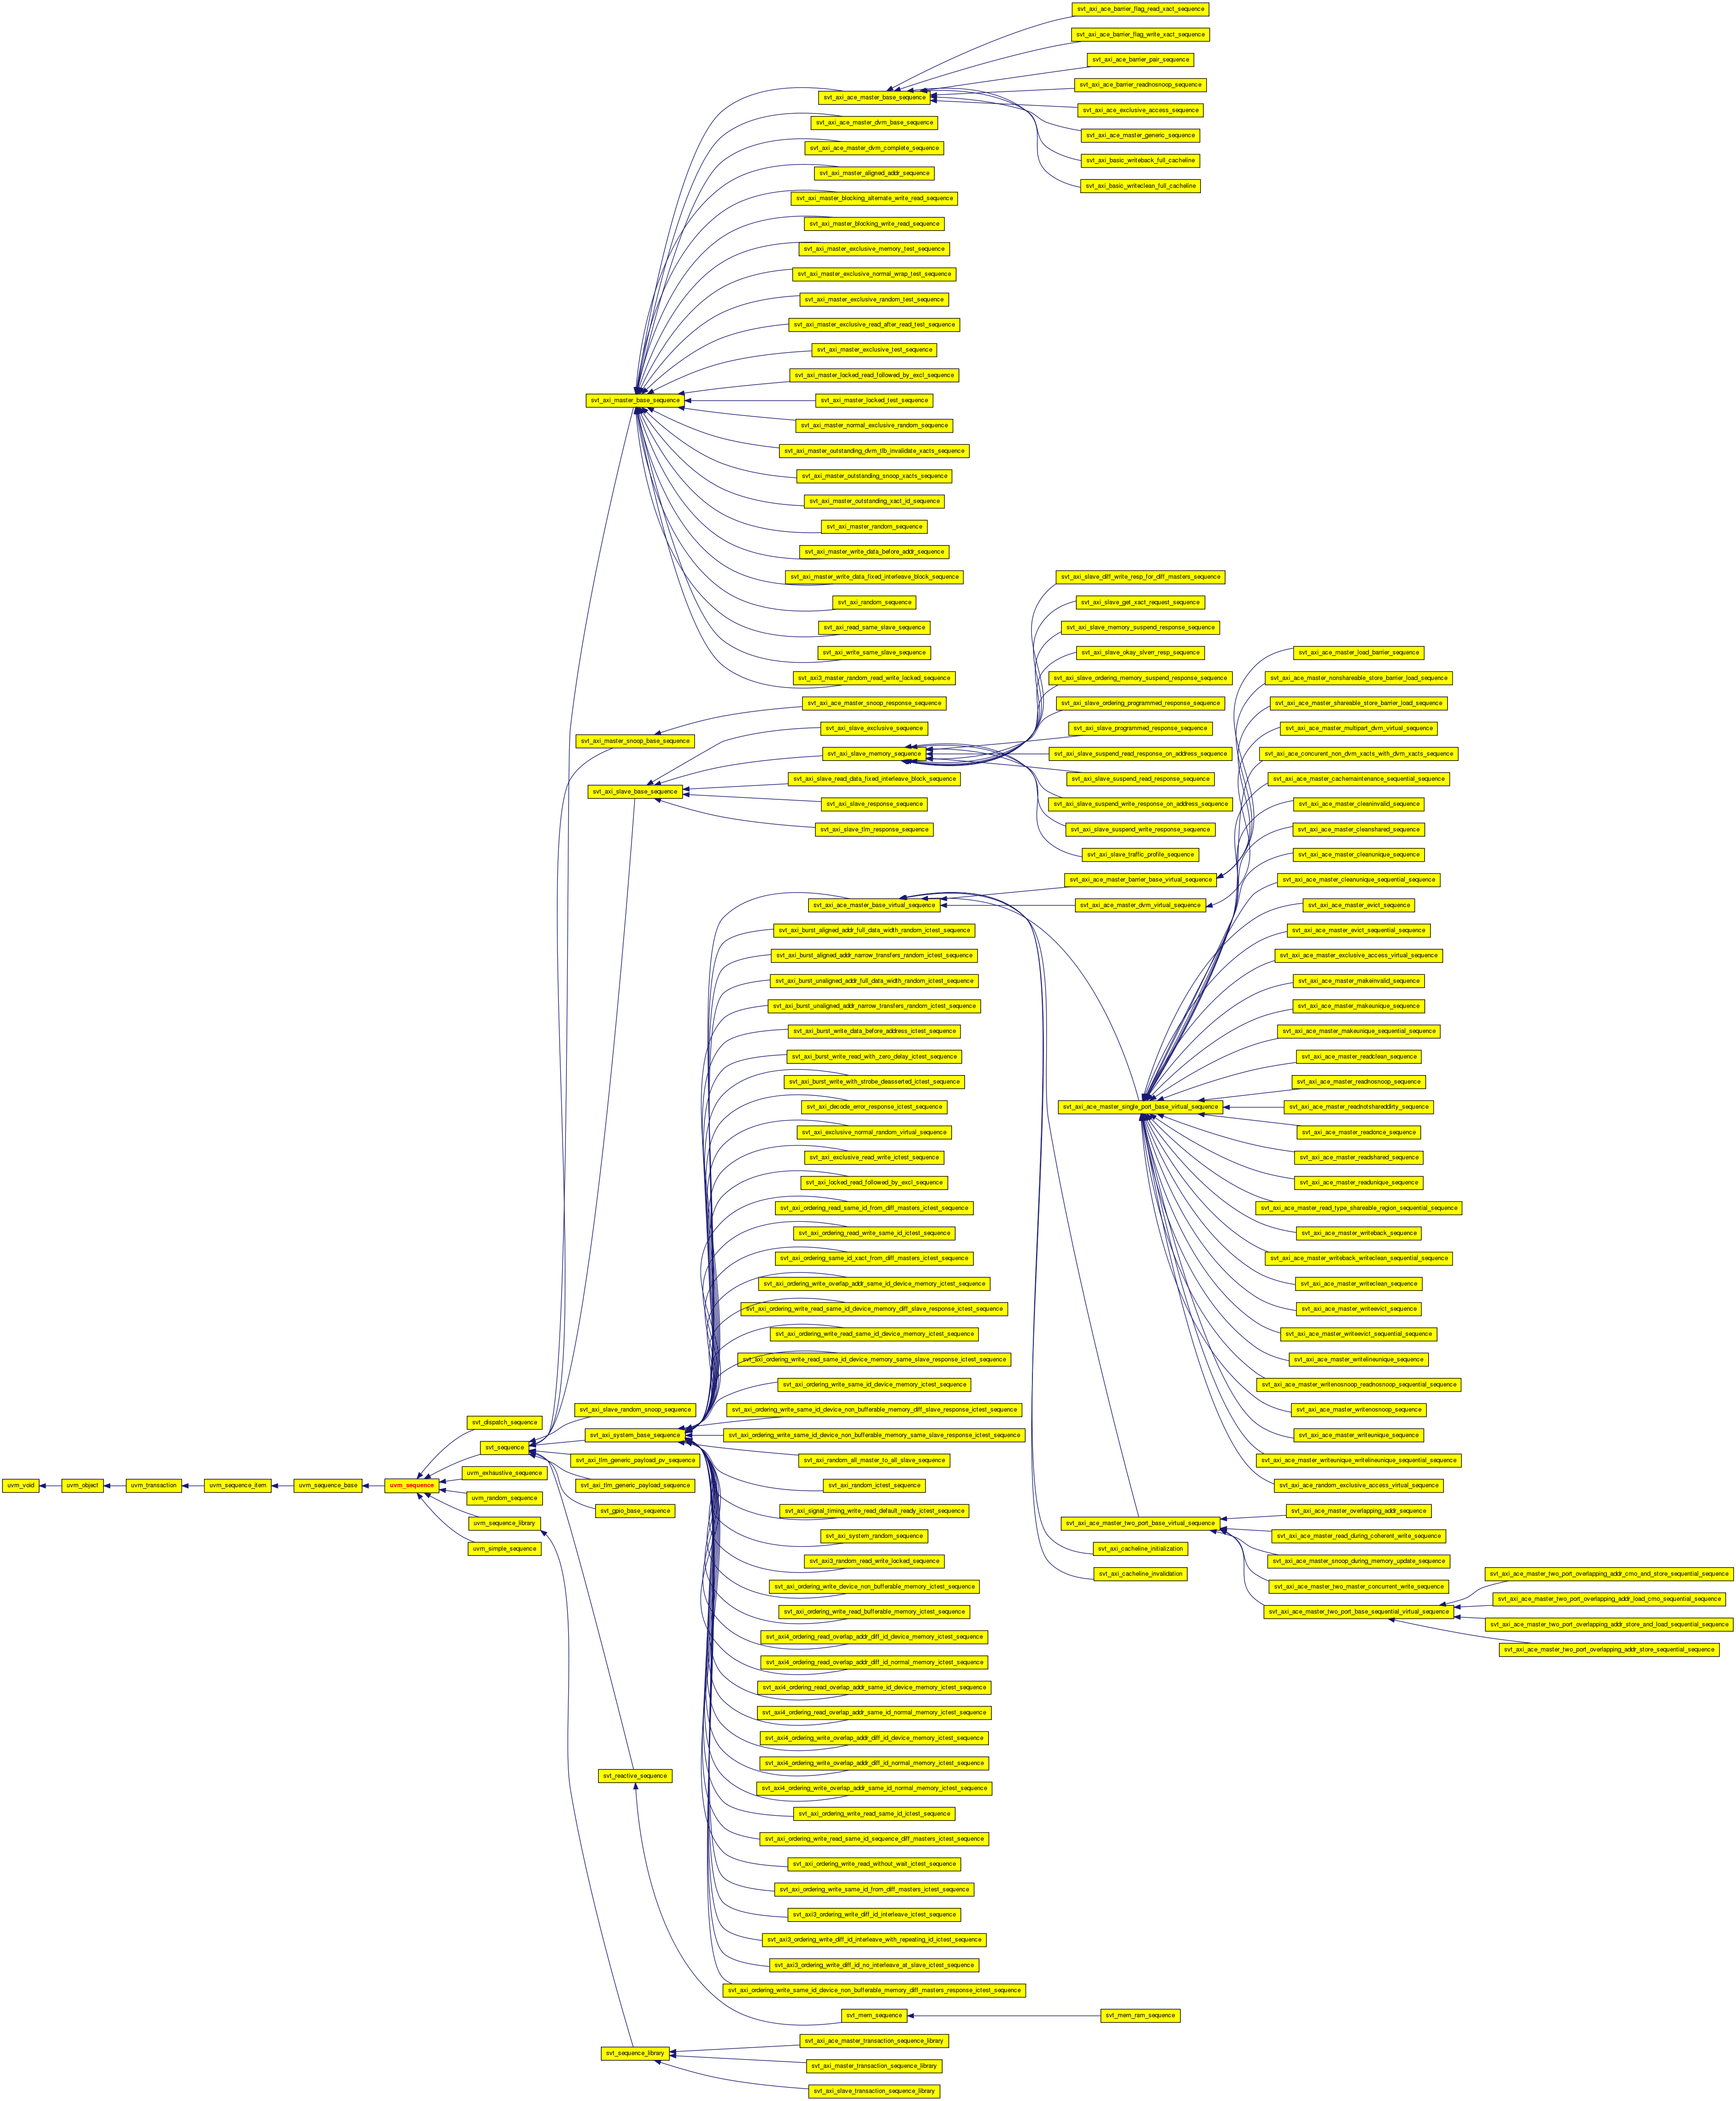 svt_axi_ace_barrier_flag_read_xact_sequence
svt_axi_ace_barrier_flag_write_xact_sequence
svt_axi_ace_barrier_pair_sequence
svt_axi_ace_barrier_readnosnoop_sequence
svt_axi_ace_master_base_sequence
svt_axi_ace_exclusive_access_sequence
svt_axi_ace_master_dvm_base_sequence
svt_axi_ace_master_generic_sequence
svt_axi_ace_master_dvm_complete_sequence
svt_axi_basic_writeback_full_cacheline
svt_axi_master_aligned_addr_sequence
svt_axi_basic_writeclean_full_cacheline
svt_axi_master_blocking_alternate_write_read_sequence
svt_axi_master_blocking_write_read_sequence
svt_axi_master_exclusive_memory_test_sequence
svt_axi_master_exclusive_normal_wrap_test_sequence
svt_axi_master_exclusive_random_test_sequence
svt_axi_master_exclusive_read_after_read_test_sequence
svt_axi_master_exclusive_test_sequence
svt_axi_master_locked_read_followed_by_excl_sequence
svt_axi_master_base_sequence
svt_axi_master_locked_test_sequence
svt_axi_master_normal_exclusive_random_sequence
svt_axi_master_outstanding_dvm_tlb_invalidate_xacts_sequence
svt_axi_master_outstanding_snoop_xacts_sequence
svt_axi_master_outstanding_xact_id_sequence
svt_axi_master_random_sequence
svt_axi_master_write_data_before_addr_sequence
svt_axi_master_write_data_fixed_interleave_block_sequence
svt_axi_slave_diff_write_resp_for_diff_masters_sequence
svt_axi_random_sequence
svt_axi_slave_get_xact_request_sequence
svt_axi_read_same_slave_sequence
svt_axi_slave_memory_suspend_response_sequence
svt_axi_write_same_slave_sequence
svt_axi_slave_okay_slverr_resp_sequence
svt_axi_ace_master_load_barrier_sequence
svt_axi3_master_random_read_write_locked_sequence
svt_axi_slave_ordering_memory_suspend_response_sequence
svt_axi_ace_master_nonshareable_store_barrier_load_sequence
svt_axi_ace_master_snoop_response_sequence
svt_axi_slave_ordering_programmed_response_sequence
svt_axi_ace_master_shareable_store_barrier_load_sequence
svt_axi_slave_exclusive_sequence
svt_axi_slave_programmed_response_sequence
svt_axi_ace_master_multipart_dvm_virtual_sequence
svt_axi_master_snoop_base_sequence
svt_axi_slave_memory_sequence
svt_axi_slave_suspend_read_response_on_address_sequence
svt_axi_ace_concurent_non_dvm_xacts_with_dvm_xacts_sequence
svt_axi_slave_read_data_fixed_interleave_block_sequence
svt_axi_slave_suspend_read_response_sequence
svt_axi_ace_master_cachemaintenance_sequential_sequence
svt_axi_slave_base_sequence
svt_axi_slave_response_sequence
svt_axi_slave_suspend_write_response_on_address_sequence
svt_axi_ace_master_cleaninvalid_sequence
svt_axi_slave_tlm_response_sequence
svt_axi_slave_suspend_write_response_sequence
svt_axi_ace_master_cleanshared_sequence
svt_axi_slave_traffic_profile_sequence
svt_axi_ace_master_cleanunique_sequence
svt_axi_ace_master_barrier_base_virtual_sequence
svt_axi_ace_master_cleanunique_sequential_sequence
svt_axi_ace_master_base_virtual_sequence
svt_axi_ace_master_dvm_virtual_sequence
svt_axi_ace_master_evict_sequence
svt_axi_burst_aligned_addr_full_data_width_random_ictest_sequence
svt_axi_ace_master_evict_sequential_sequence
svt_axi_burst_aligned_addr_narrow_transfers_random_ictest_sequence
svt_axi_ace_master_exclusive_access_virtual_sequence
svt_axi_burst_unaligned_addr_full_data_width_random_ictest_sequence
svt_axi_ace_master_makeinvalid_sequence
svt_axi_burst_unaligned_addr_narrow_transfers_random_ictest_sequence
svt_axi_ace_master_makeunique_sequence
svt_axi_burst_write_data_before_address_ictest_sequence
svt_axi_ace_master_makeunique_sequential_sequence
svt_axi_burst_write_read_with_zero_delay_ictest_sequence
svt_axi_ace_master_readclean_sequence
svt_axi_burst_write_with_strobe_deasserted_ictest_sequence
svt_axi_ace_master_readnosnoop_sequence
svt_axi_decode_error_response_ictest_sequence
svt_axi_ace_master_single_port_base_virtual_sequence
svt_axi_ace_master_readnotshareddirty_sequence
svt_axi_exclusive_normal_random_virtual_sequence
svt_axi_ace_master_readonce_sequence
svt_axi_exclusive_read_write_ictest_sequence
svt_axi_ace_master_readshared_sequence
svt_axi_locked_read_followed_by_excl_sequence
svt_axi_ace_master_readunique_sequence
svt_axi_ordering_read_same_id_from_diff_masters_ictest_sequence
svt_axi_ace_master_read_type_shareable_region_sequential_sequence
svt_axi_ordering_read_write_same_id_ictest_sequence
svt_axi_ace_master_writeback_sequence
svt_axi_ordering_same_id_xact_from_diff_masters_ictest_sequence
svt_axi_ace_master_writeback_writeclean_sequential_sequence
svt_axi_ordering_write_overlap_addr_same_id_device_memory_ictest_sequence
svt_axi_ace_master_writeclean_sequence
svt_axi_ordering_write_read_same_id_device_memory_diff_slave_response_ictest_sequence
svt_axi_ace_master_writeevict_sequence
svt_axi_ordering_write_read_same_id_device_memory_ictest_sequence
svt_axi_ace_master_writeevict_sequential_sequence
svt_axi_ordering_write_read_same_id_device_memory_same_slave_response_ictest_sequence
svt_axi_ace_master_writelineunique_sequence
svt_axi_ordering_write_same_id_device_memory_ictest_sequence
svt_axi_ace_master_writenosnoop_readnosnoop_sequential_sequence
svt_axi_slave_random_snoop_sequence
svt_axi_ordering_write_same_id_device_non_bufferable_memory_diff_slave_response_ictest_sequence
svt_axi_ace_master_writenosnoop_sequence
svt_dispatch_sequence
svt_axi_system_base_sequence
svt_axi_ordering_write_same_id_device_non_bufferable_memory_same_slave_response_ictest_sequence
svt_axi_ace_master_writeunique_sequence
svt_sequence
svt_axi_tlm_generic_payload_pv_sequence
svt_axi_random_all_master_to_all_slave_sequence
svt_axi_ace_master_writeunique_writelineunique_sequential_sequence
uvm_exhaustive_sequence
uvm_void
uvm_object
uvm_transaction
uvm_sequence_item
uvm_sequence_base
uvm_sequence
svt_axi_tlm_generic_payload_sequence
svt_axi_random_ictest_sequence
svt_axi_ace_random_exclusive_access_virtual_sequence
uvm_random_sequence
svt_gpio_base_sequence
svt_axi_signal_timing_write_read_default_ready_ictest_sequence
svt_axi_ace_master_overlapping_addr_sequence
uvm_sequence_library
svt_axi_ace_master_two_port_base_virtual_sequence
svt_axi_system_random_sequence
svt_axi_ace_master_read_during_coherent_write_sequence
uvm_simple_sequence
svt_axi_cacheline_initialization
svt_axi3_random_read_write_locked_sequence
svt_axi_ace_master_snoop_during_memory_update_sequence
svt_axi_cacheline_invalidation
svt_axi_ace_master_two_port_overlapping_addr_cmo_and_store_sequential_sequence
svt_axi_ordering_write_device_non_bufferable_memory_ictest_sequence
svt_axi_ace_master_two_master_concurrent_write_sequence
svt_axi_ace_master_two_port_overlapping_addr_load_cmo_sequential_sequence
svt_axi_ordering_write_read_bufferable_memory_ictest_sequence
svt_axi_ace_master_two_port_base_sequential_virtual_sequence
svt_axi_ace_master_two_port_overlapping_addr_store_and_load_sequential_sequence
svt_axi4_ordering_read_overlap_addr_diff_id_device_memory_ictest_sequence
svt_axi_ace_master_two_port_overlapping_addr_store_sequential_sequence
svt_axi4_ordering_read_overlap_addr_diff_id_normal_memory_ictest_sequence
svt_axi4_ordering_read_overlap_addr_same_id_device_memory_ictest_sequence
svt_axi4_ordering_read_overlap_addr_same_id_normal_memory_ictest_sequence
svt_axi4_ordering_write_overlap_addr_diff_id_device_memory_ictest_sequence
svt_axi4_ordering_write_overlap_addr_diff_id_normal_memory_ictest_sequence
svt_reactive_sequence
svt_axi4_ordering_write_overlap_addr_same_id_normal_memory_ictest_sequence
svt_axi_ordering_write_read_same_id_ictest_sequence
svt_axi_ordering_write_read_same_id_sequence_diff_masters_ictest_sequence
svt_axi_ordering_write_read_without_wait_ictest_sequence
svt_axi_ordering_write_same_id_from_diff_masters_ictest_sequence
svt_axi3_ordering_write_diff_id_interleave_ictest_sequence
svt_axi3_ordering_write_diff_id_interleave_with_repeating_id_ictest_sequence
svt_axi3_ordering_write_diff_id_no_interleave_at_slave_ictest_sequence
svt_axi_ordering_write_same_id_device_non_bufferable_memory_diff_masters_response_ictest_sequence
svt_mem_sequence
svt_mem_ram_sequence
svt_axi_ace_master_transaction_sequence_library
svt_sequence_library
svt_axi_master_transaction_sequence_library
svt_axi_slave_transaction_sequence_library